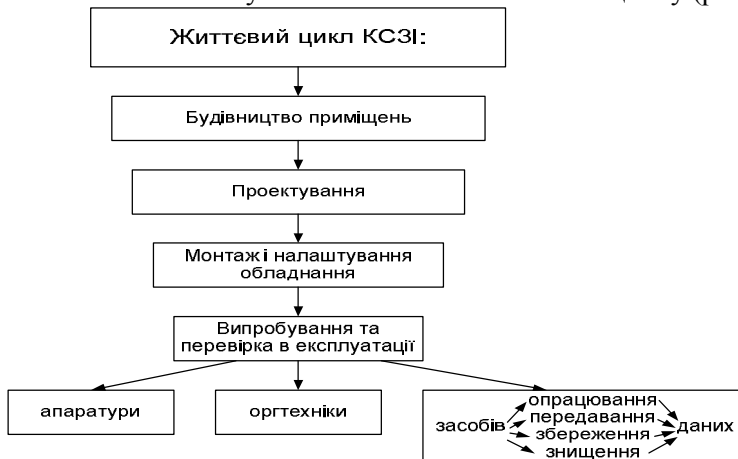 Життєвий цикл КСЗІ:
Будівництво приміщень
Проектування
Монтаж і налаштування
обладнання
Випробування та
перевірка в експлуатації
апаратури
оргтехніки
засобів
опрацювання
передавання
збереження
знищення
даних